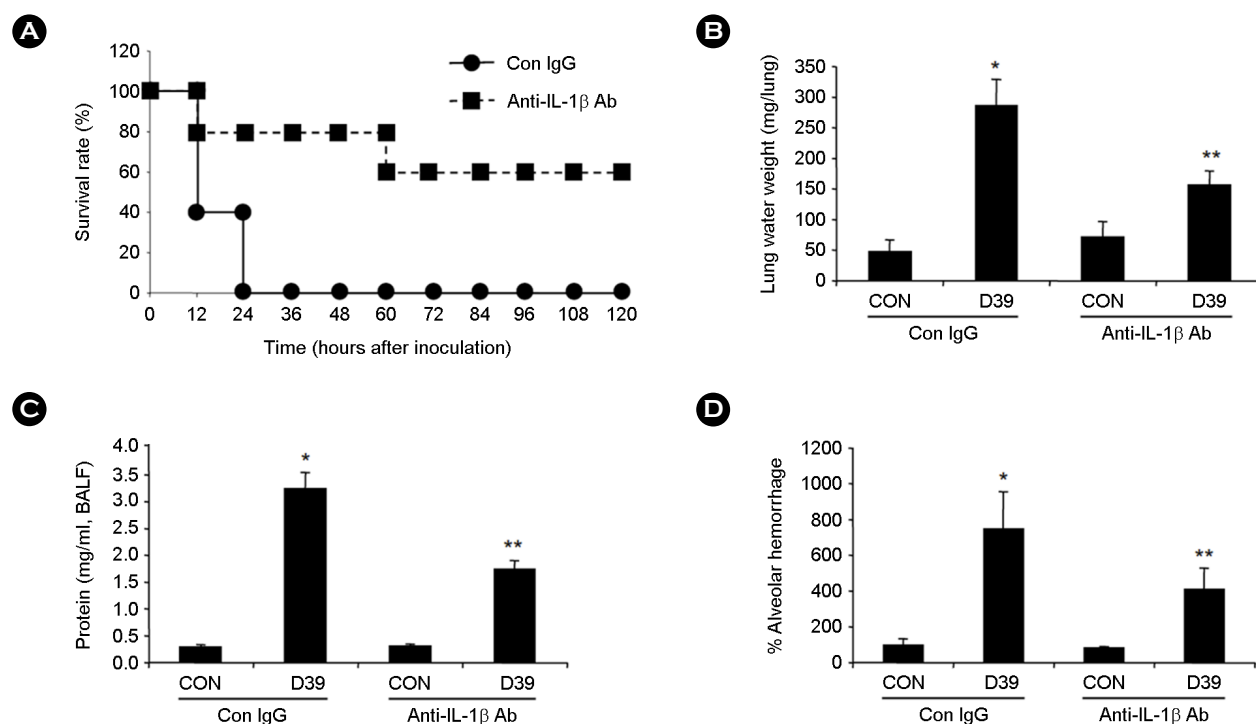 A
120
100
80
60
40
20
0
Survival rate (%)
0 12 24 36 48 60 72 84 96 108 120
Time (hours after inoculation)
Con IgG
Anti-IL-1β Ab
B
350
300
250
200
150
100
50
0
Lung water weight (mg/lung)
*
**
CON D39 CON D39
Con IgG Anti-IL-1β Ab
C
4.0
3.5
3.0
2.0
1.5
0.5
0.0
Protein (mg/ml, BALF)
*
**
CON D39 CON D39
Con IgG Anti-IL-1β Ab
D
1200
1000
800
600
400
200
0
% Alveolar hemorrhage
*
**
CON D39 CON D39
Con IgG Anti-IL-1β Ab